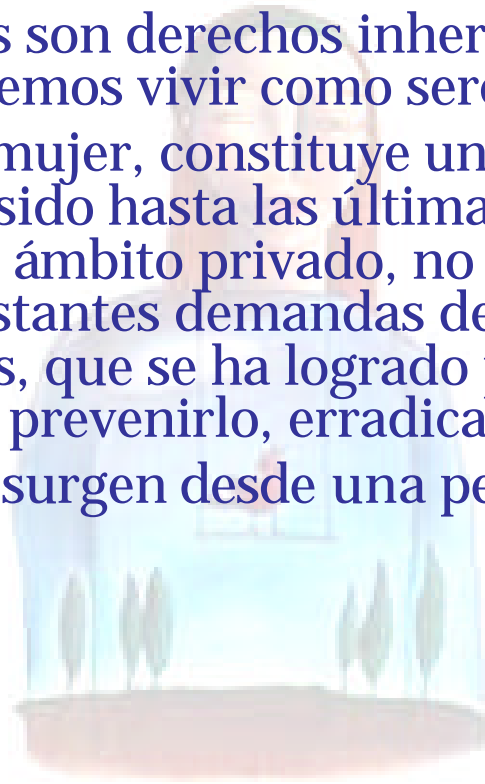 s son derechos inher
emos vivir como ser
mujer, constituye un
sido hasta las última
ámbito privado, no
stantes demandas de
s, que se ha logrado
prevenirlo, erradica
surgen desde una pe